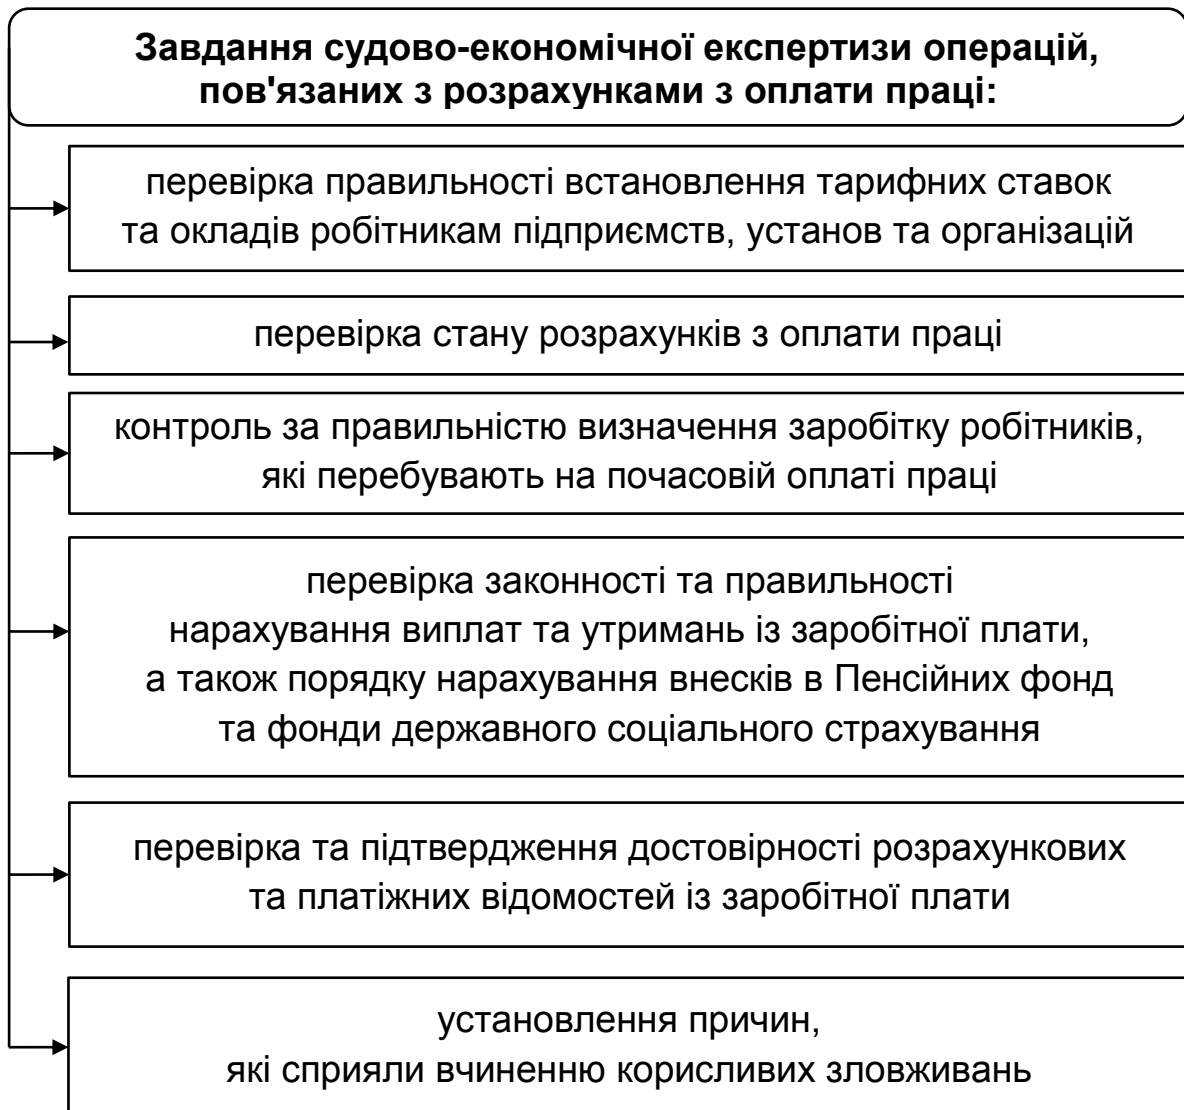 Завдання судово-економічної експертизи операцій,
пов'язаних з розрахунками з оплати праці:
перевірка правильності встановлення тарифних ставок
та окладів робітникам підприємств, установ та організацій
перевірка стану розрахунків з оплати праці
контроль за правильністю визначення заробітку робітників,
які перебувають на почасовій оплаті праці
перевірка законності та правильності
нарахування виплат та утримань із заробітної плати,
а також порядку нарахування внесків в Пенсійних фонд
та фонди державного соціального страхування
перевірка та підтвердження достовірності розрахункових
та платіжних відомостей із заробітної плати
установлення причин,
які сприяли вчиненню корисливих зловживань